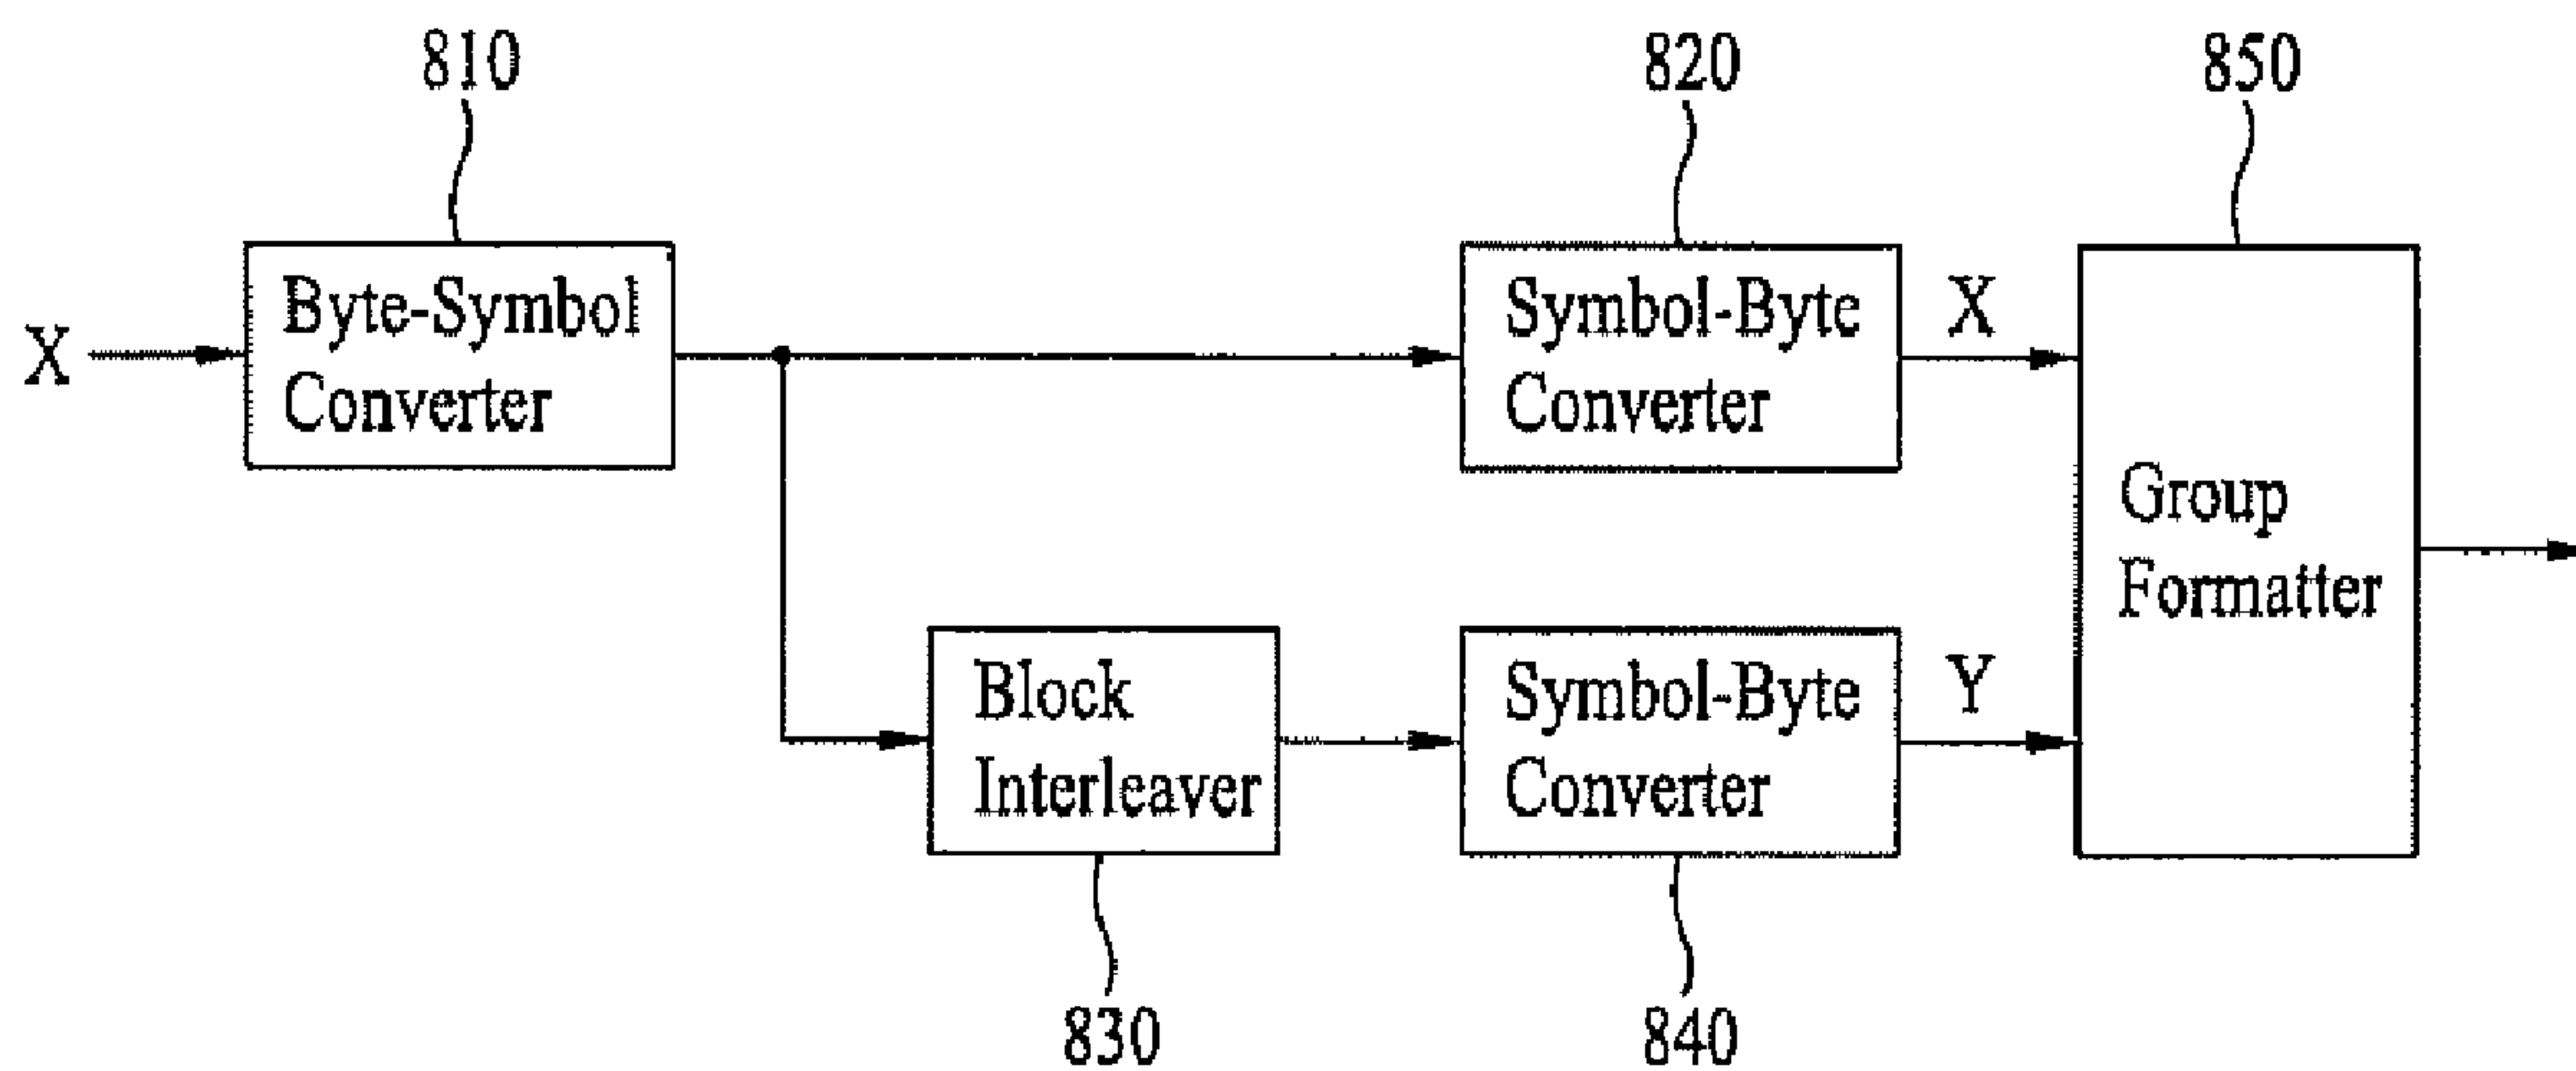 810
820
850
X
Byte-Symbol
Converter
Symbol-Byte
Converter
X
Group
Formatter
Block
Interleaver
Symbol-Byte
Converter
Y
830
840